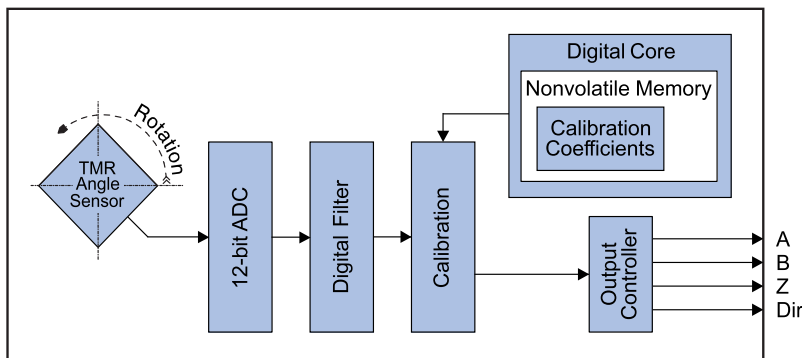 Rotation
TMR
Angle
Sensor
12-bit ADC
Digital Filter
Calibration
Digital Core
Nonvolatile Memory
Calibration
Coefficients
Output
Controller
A
B
Z
Dir